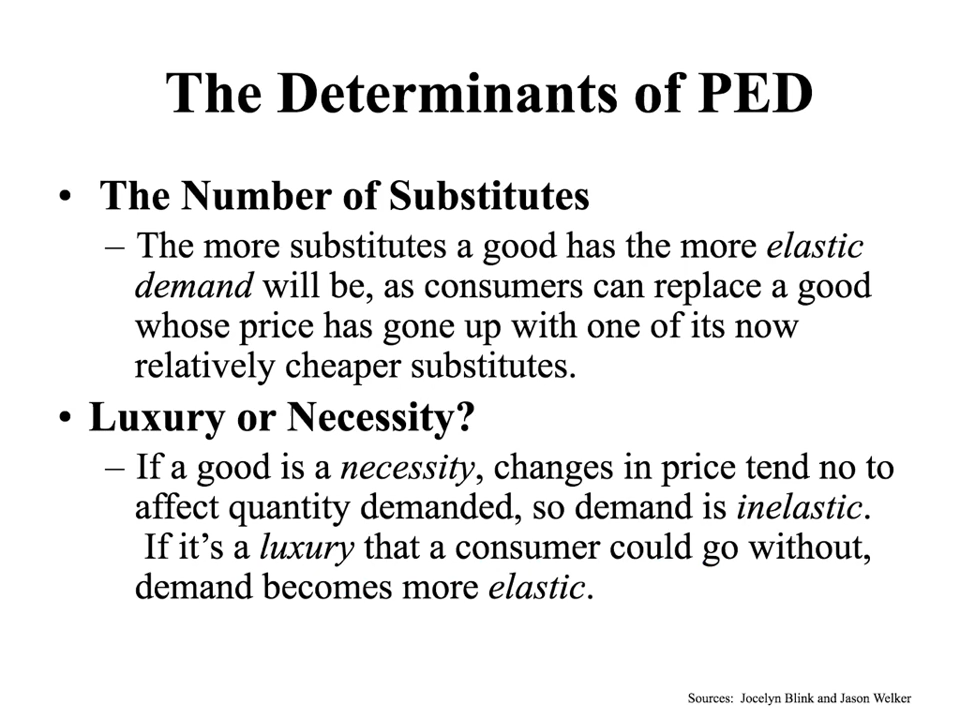 The Determinants of PED
• The Number of Substitutes
– The more substitutes a good has the more elastic
demand will be, as consumers can replace a good
whose price has gone up with one of its now
relatively cheaper substitutes.
• Luxury or Necessity?
– If a good is a necessity, changes in price tend no to
affect quantity demanded, so demand is inelastic.
If it’s a luxury that a consumer could go without,
demand becomes more elastic.
Sources: Jocelyn Blink and Jason Welker